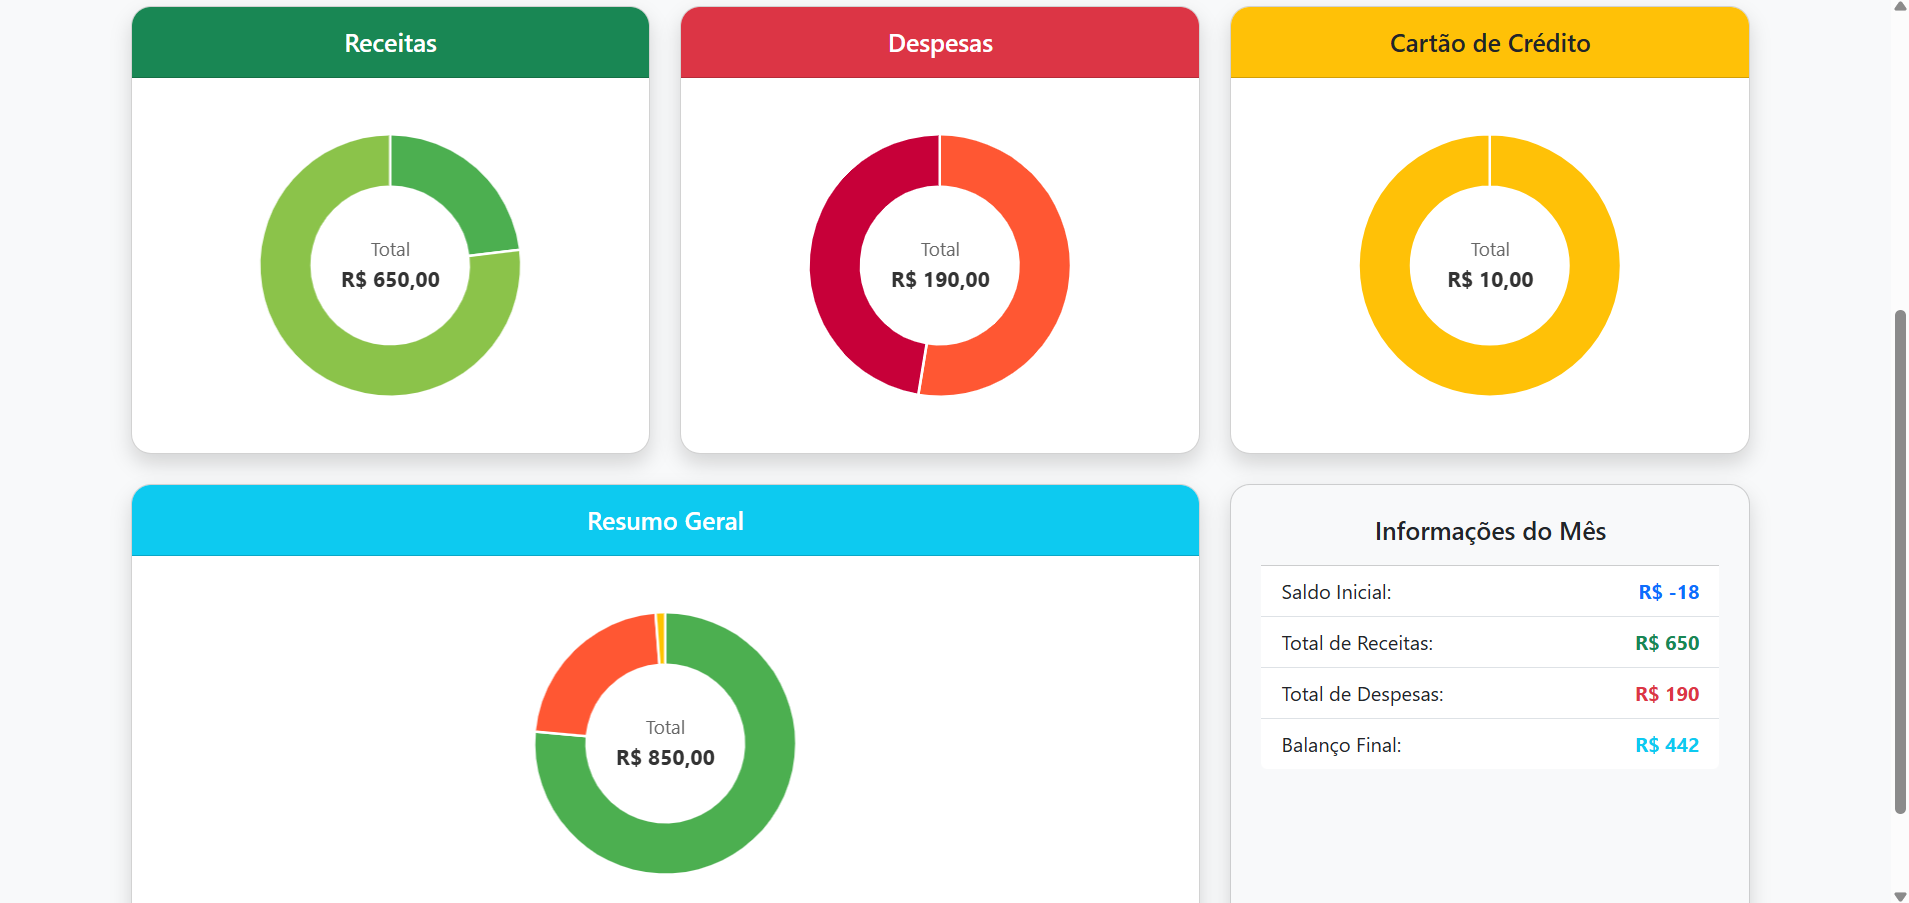 Receitas
Total
R$ 650,00
Despesas
Total
R$ 190,00
Cartão de Crédito
Total
R$ 10,00
Resumo Geral
Total
R$ 850,00
Informações do Mês
Saldo Inicial: R$ -18
Total de Receitas: R$ 650
Total de Despesas: R$ 190
Balanço Final: R$ 442